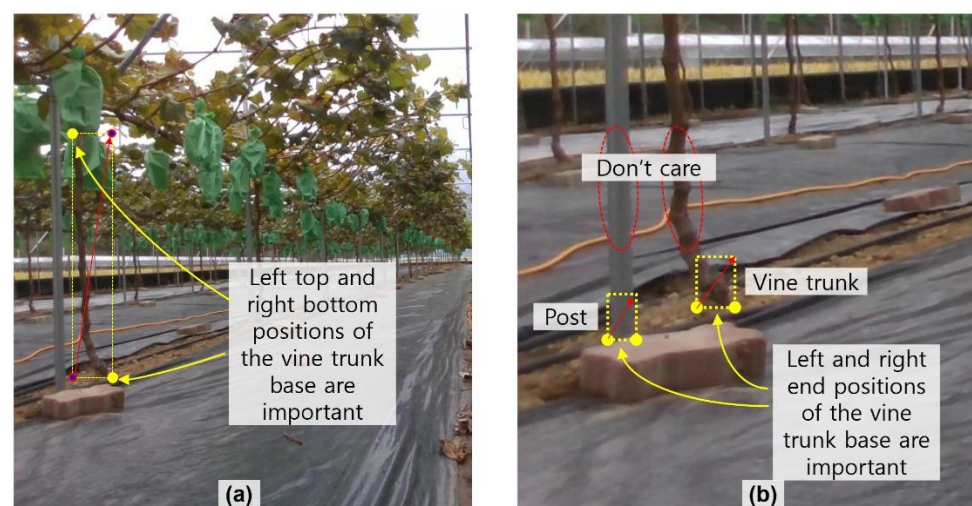 Left top and
right bottom
positions of
the vine trunk
base are
important
(a)
Don't care
Vine trunk
Post
Left and right
end positions
of the vine
trunk base are
important
(b)